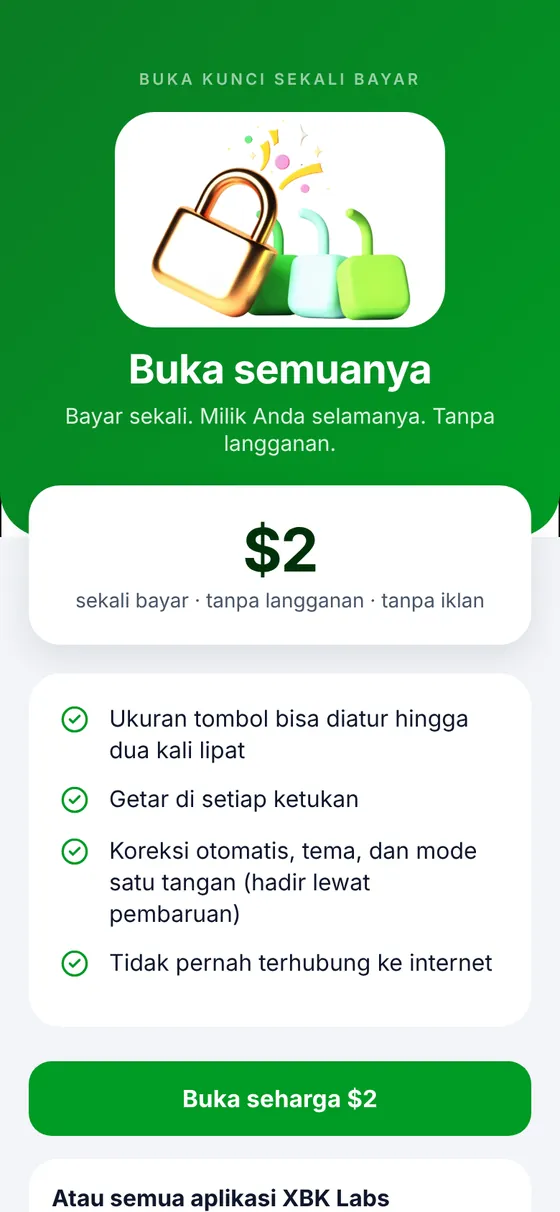 BUKA KUNCI SEKALI BAYAR
Buka semuanya
Bayar sekali. Milik Anda selamanya. Tanpa
langganan.
$2
sekali bayar · tanpa langganan · tanpa iklan
Ukuran tombol bisa diatur hingga
dua kali lipat
Getar di setiap ketukan
Koreksi otomatis, tema, dan mode
satu tangan (hadir lewat
pembaruan)
Tidak pernah terhubung ke internet
Buka seharga $2
Atau semua aplikasi XBK Labs